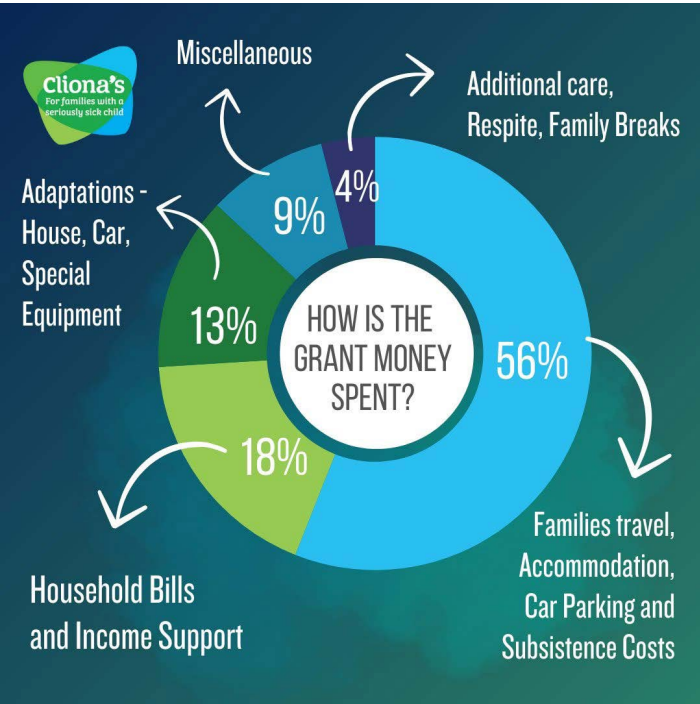 Cliona's
For families with a
seriously sick child
Miscellaneous
Additional care,
Respite, Family Breaks
Adaptations -
House, Car,
Special
Equipment
4%
9%
13%
HOW IS THE
GRANT MONEY
SPENT?
56%
18%
Household Bills
and Income Support
Families travel,
Accommodation,
Car Parking and
Subsistence Costs